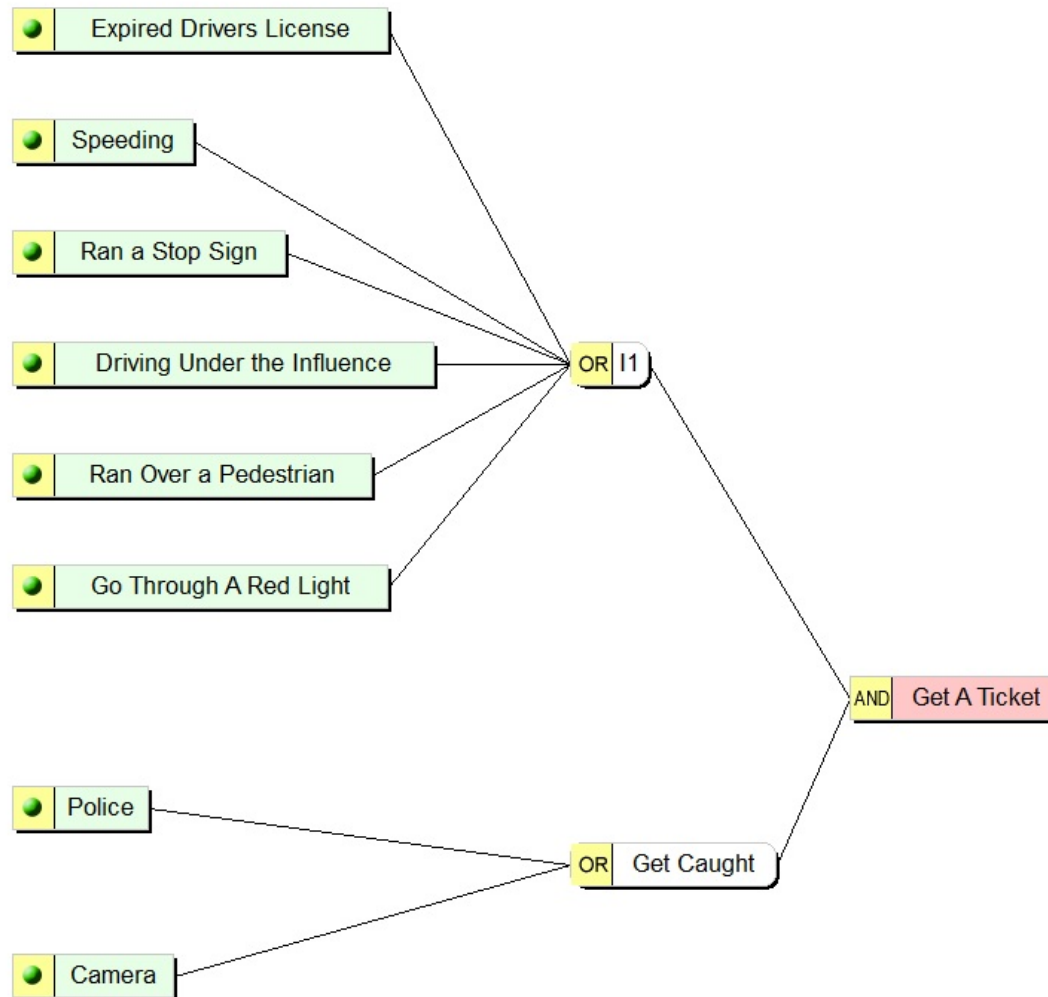 Expired Drivers License
Speeding
Ran a Stop Sign
Driving Under the Influence
OR I1
Ran Over a Pedestrian
Go Through A Red Light
AND Get A Ticket
Police
OR Get Caught
Camera